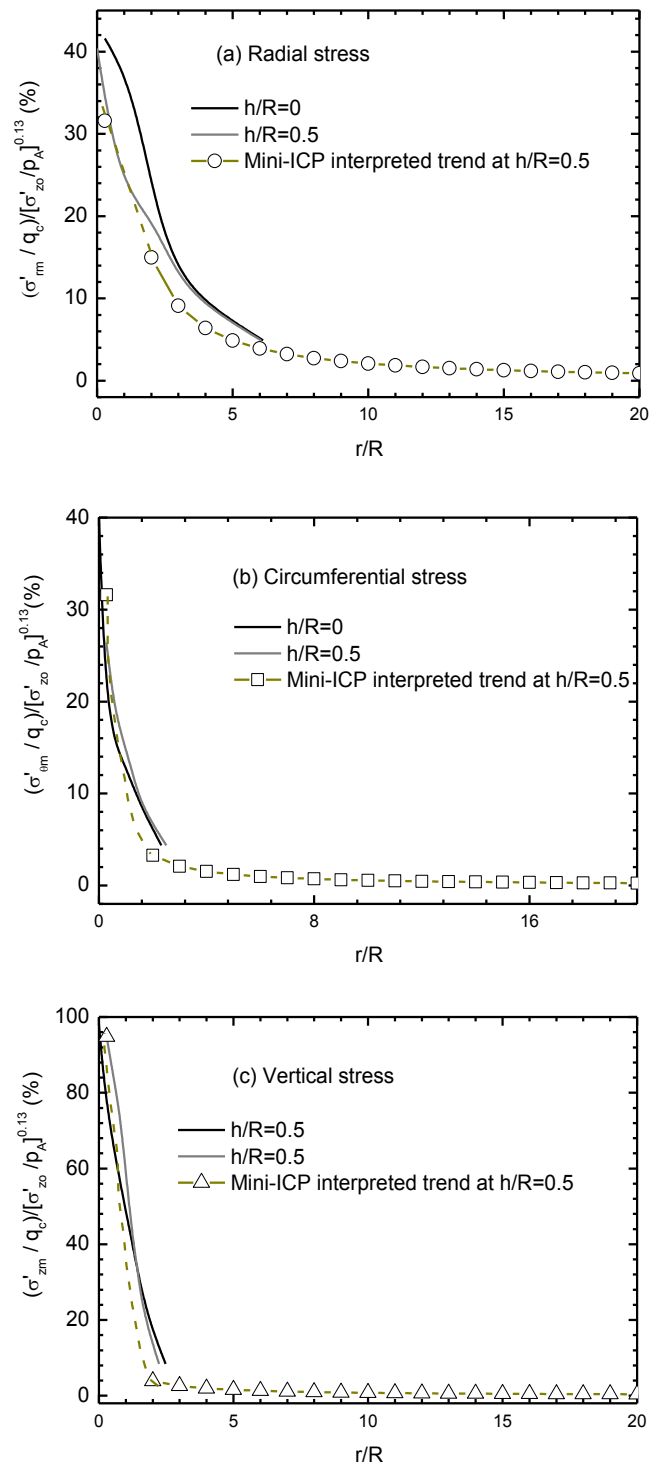 (a) Radial stress
h/R=0
h/R=0.5
Mini-ICP interpreted trend at h/R=0.5
(σ'rm / qc)/[σ'zo /pA]^0.13 (%)
40
30
20
10
0
0 5 10 15 20
r/R
(b) Circumferential stress
h/R=0
h/R=0.5
Mini-ICP interpreted trend at h/R=0.5
(σ'θm / qc)/[σ'zo /pA]^0.13(%)
40
30
20
10
0
0 8 16
r/R
(c) Vertical stress
h/R=0.5
h/R=0.5
Mini-ICP interpreted trend at h/R=0.5
(σ'zm / qc)/[σ'zo /pA]^0.13(%)
100
80
60
40
20
0
0 5 10 15 20
r/R